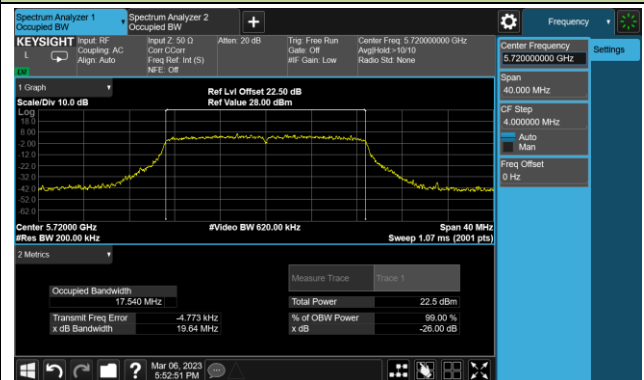 Spectrum Analyzer 1
Occupied BW
Spectrum Analyzer 2
Occupied BW
Frequency
KEYSIGHT
L
Input: RF
Coupling: AC
Align: Auto
Input Z: 50 Ω
Corr CCorr
Freq Ref: Int (S)
NFE: Off
Atten: 20 dB
Trig: Free Run
Gate: Off
#IF Gain: Low
Center Freq: 5.720000000 GHz
Avg|Hold:>10/10
Radio Std: None
Center Frequency
5.720000000 GHz
Settings
Span
40.000 MHz
CF Step
4.000000 MHz
Auto
Man
Freq Offset
0 Hz
1 Graph
Scale/Div 10.0 dB
Ref Lvl Offset 22.50 dB
Ref Value 28.00 dBm
Log
18.0
8.00
-2.00
-12.0
-22.0
-32.0
-42.0
-52.0
-62.0
Center 5.72000 GHz
#Res BW 200.00 kHz
#Video BW 620.00 kHz
Span 40 MHz
Sweep 1.07 ms (2001 pts)
2 Metrics
Measure Trace
Trace 1
Occupied Bandwidth
17.540 MHz
Total Power
22.5 dBm
Transmit Freq Error
-4.773 kHz
% of OBW Power
99.00 %
x dB Bandwidth
19.64 MHz
x dB
-26.00 dB
?
Mar 06, 2023
5:52:51 PM